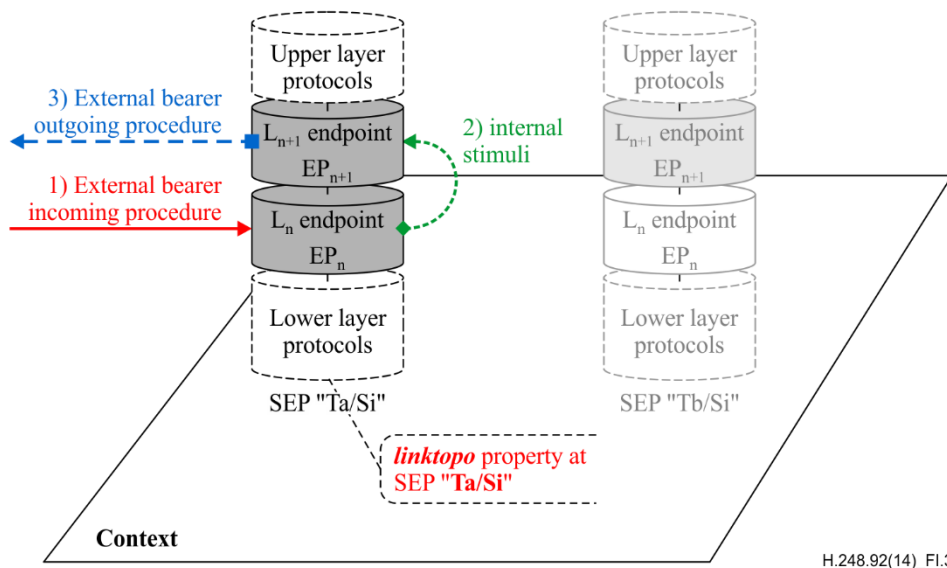 Upper layer
protocols
Upper layer
protocols
3) External bearer
outgoing procedure
Ln+1 endpoint
EPn+1
2) internal
stimuli
Ln+1 endpoint
EPn+1
1) External bearer
incoming procedure
Ln endpoint
EPn
Ln endpoint
EPn
Lower layer
protocols
Lower layer
protocols
SEP "Ta/Si"
SEP "Tb/Si"
linktopo property at
SEP "Ta/Si"
Context
H.248.92(14) FI.3